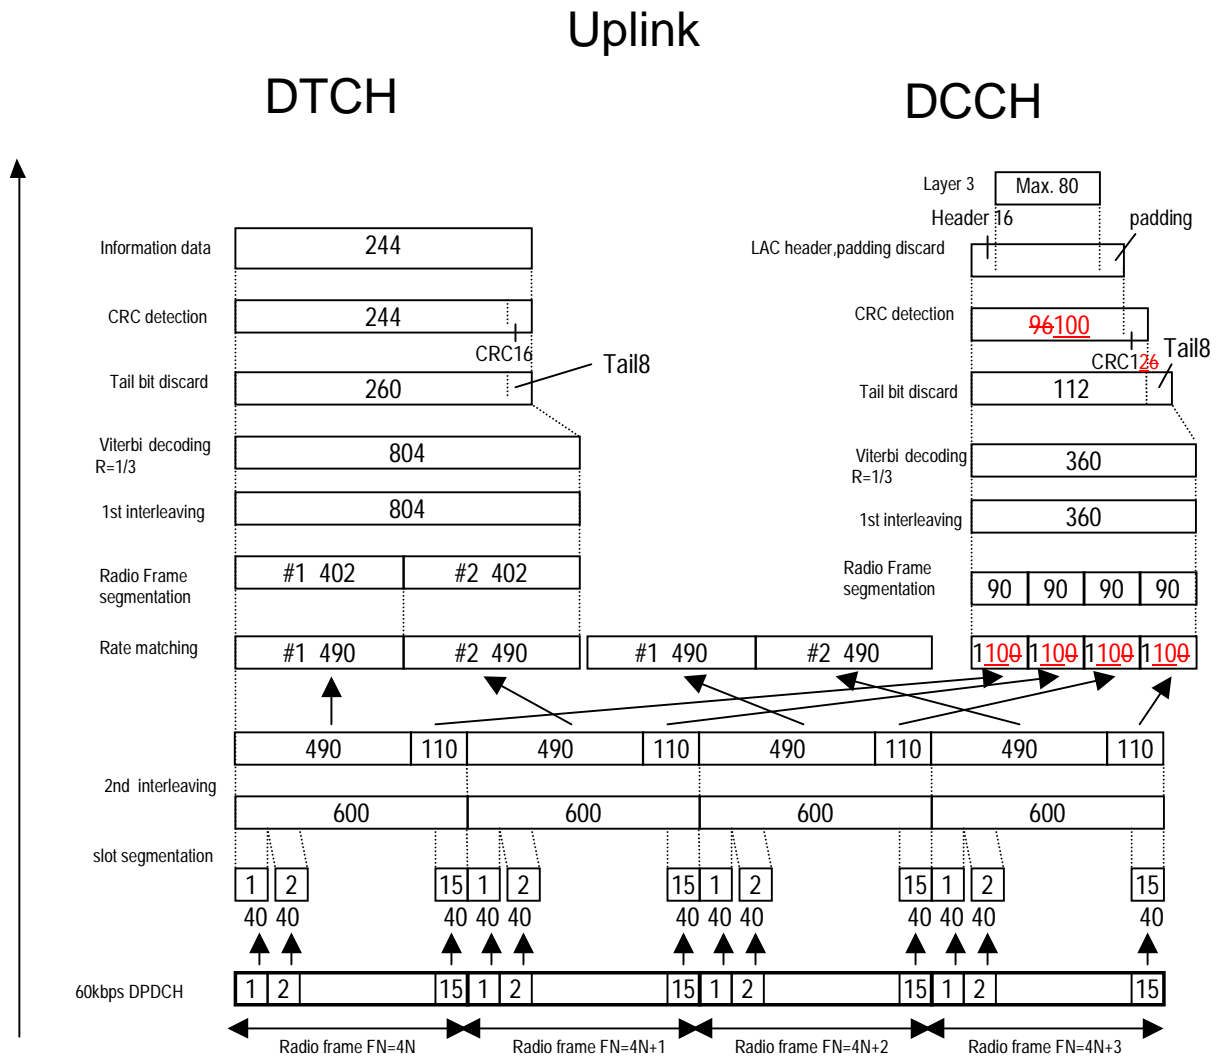 Uplink
DTCH DCCH
Layer 3 Max. 80
Header 16 padding
Information data 244 LAC header,padding discard
CRC detection 244 CRC detection 96100
CRC16 CRC126
Tail8 Tail8
Tail bit discard 260 Tail bit discard 112
Viterbi decoding R=1/3 804 Viterbi decoding R=1/3 360
1st interleaving 804 1st interleaving 360
Radio Frame segmentation #1 402 #2 402 Radio Frame segmentation 90 90 90 90
Rate matching #1 490 #2 490 #1 490 #2 490 1100 1100 1100 1100
490 110 490 110 490 110 490 110
2nd interleaving
600 600 600 600
slot segmentation
1 2 15 1 2 15 1 2 15 1 2 15
40 40 40 40 40 40 40 40 40 40 40 40
60kbps DPDCH 1 2 15 1 2 15 1 2 15 1 2 15
Radio frame FN=4N Radio frame FN=4N+1 Radio frame FN=4N+2 Radio frame FN=4N+3